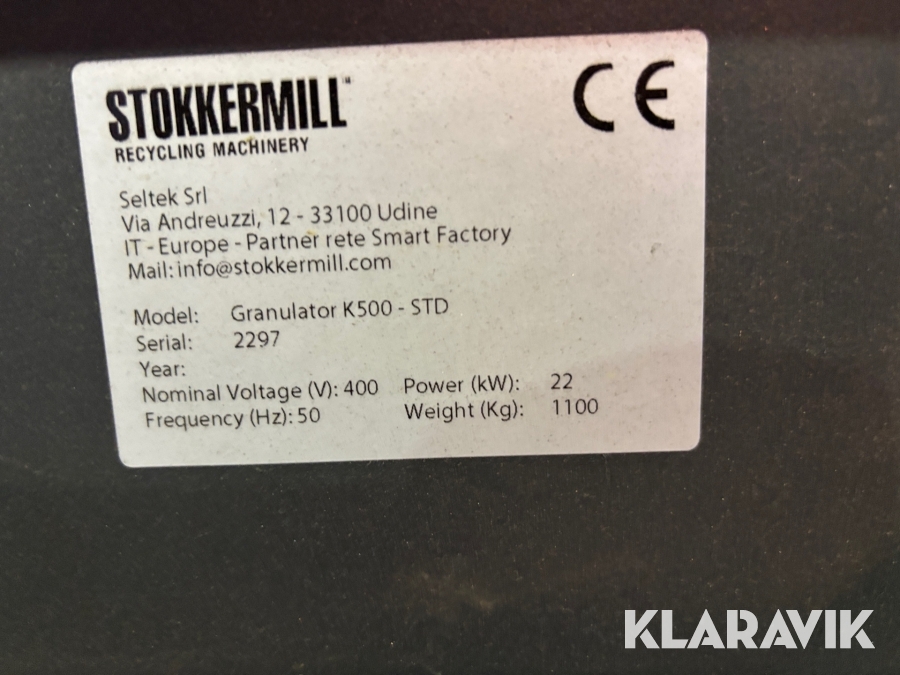 STOKKERMILL™
RECYCLING MACHINERY
CE
Seltek Srl
Via Andreuzzi, 12 - 33100 Udine
IT - Europe - Partner rete Smart Factory
Mail: info@stokkermill.com
Model: Granulator K500 - STD
Serial: 2297
Year:
Nominal Voltage (V): 400 Power (kW): 22
Frequency (Hz): 50 Weight (Kg): 1100
KLARAVIK